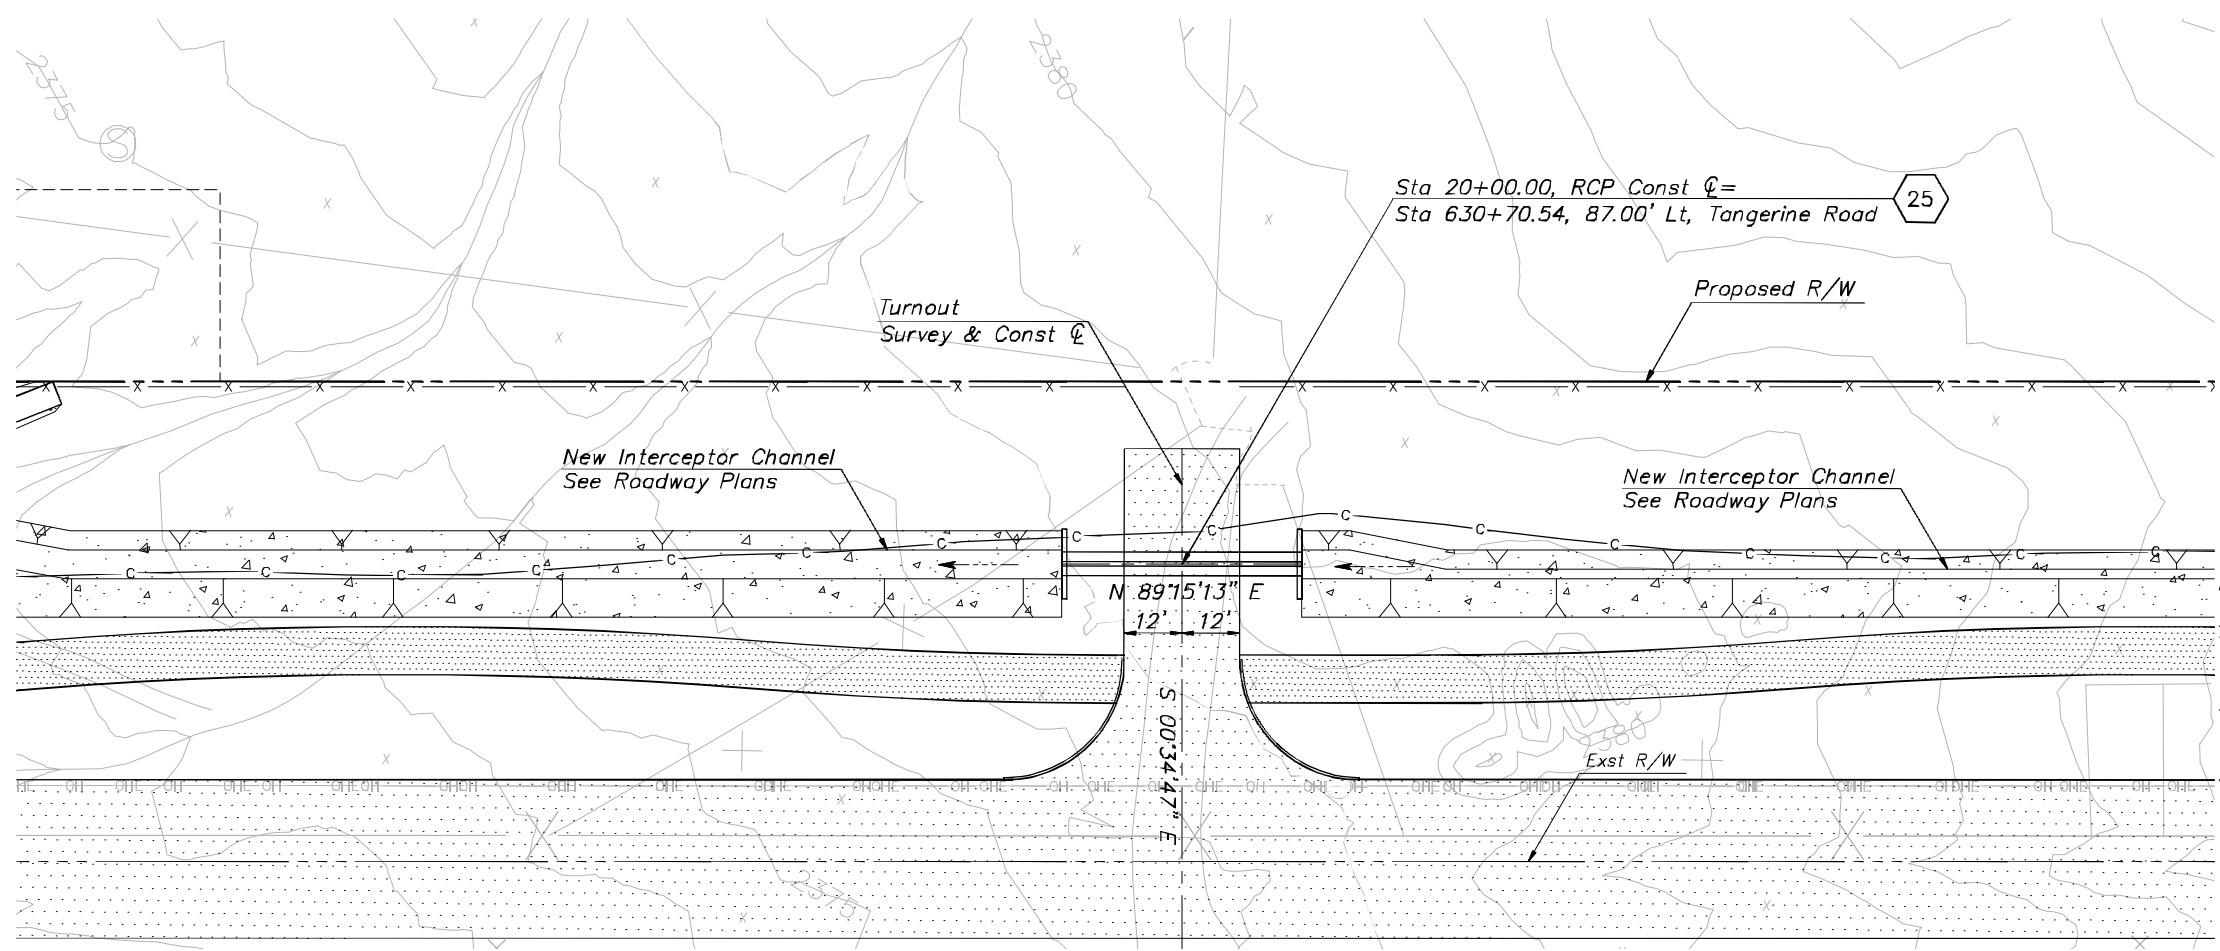 2375
2380
S
Sta 20+00.00, RCP Const ℄=
Sta 630+70.54, 87.00' Lt, Tangerine Road
25
Proposed R/W
Turnout
Survey & Const ℄
New Interceptor Channel
See Roadway Plans
New Interceptor Channel
See Roadway Plans
N 89°15'13" E
12' 12'
S 00°34'47" E
2380
Exst R/W
2375